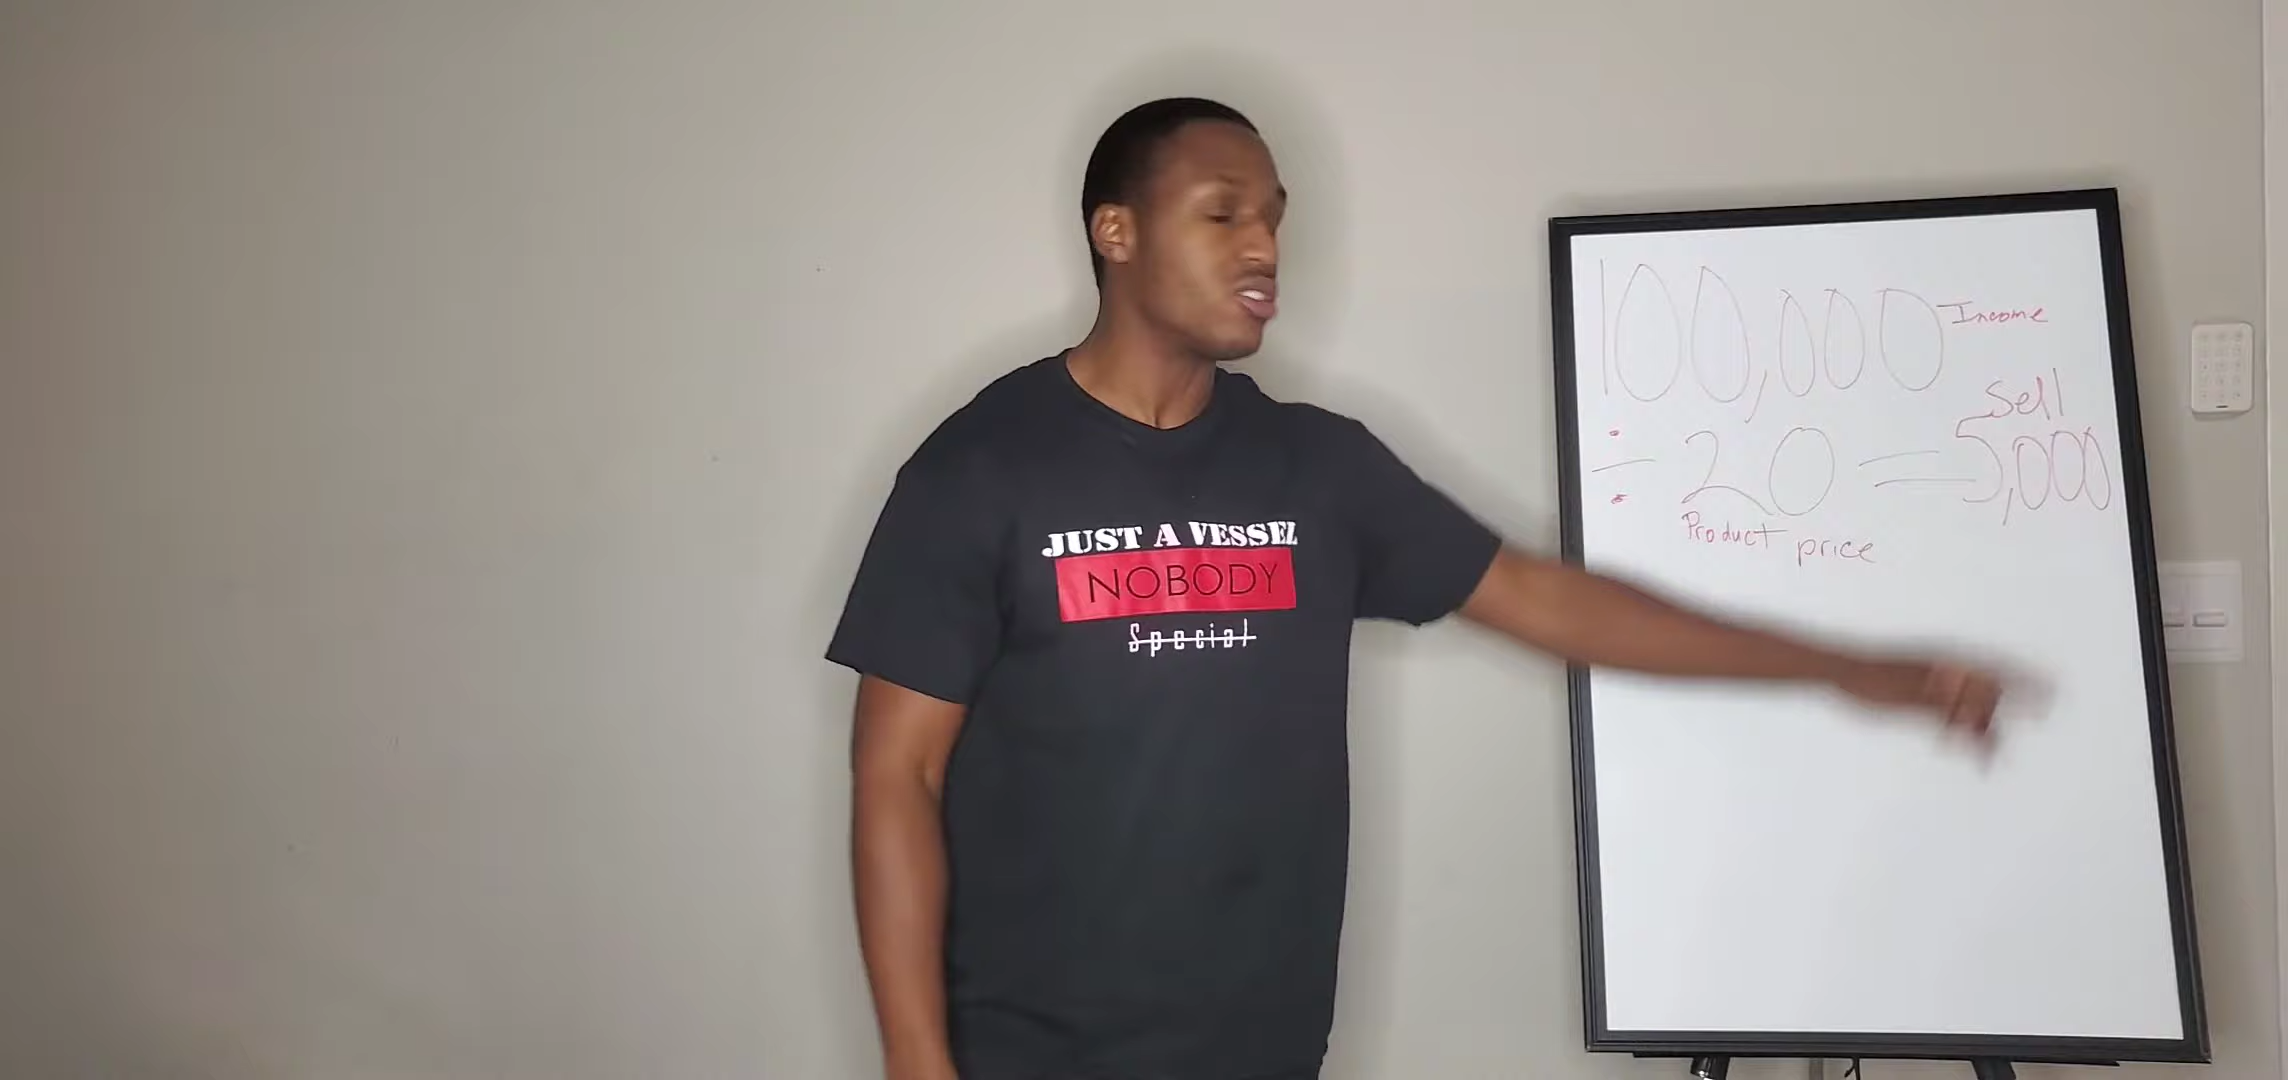 JUST A VESSEL
NOBODY
Special
100,000 Income
Sell
÷ 20 = 5,000
Product price